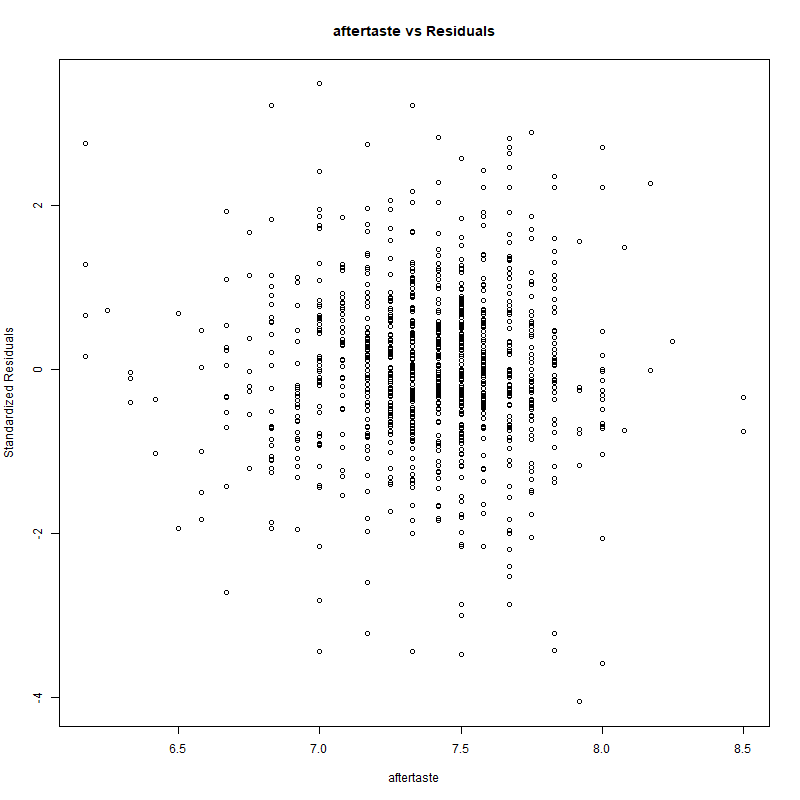 aftertaste vs Residuals
Standardized Residuals
2
0
-2
-4
6.5 7.0 7.5 8.0 8.5
aftertaste